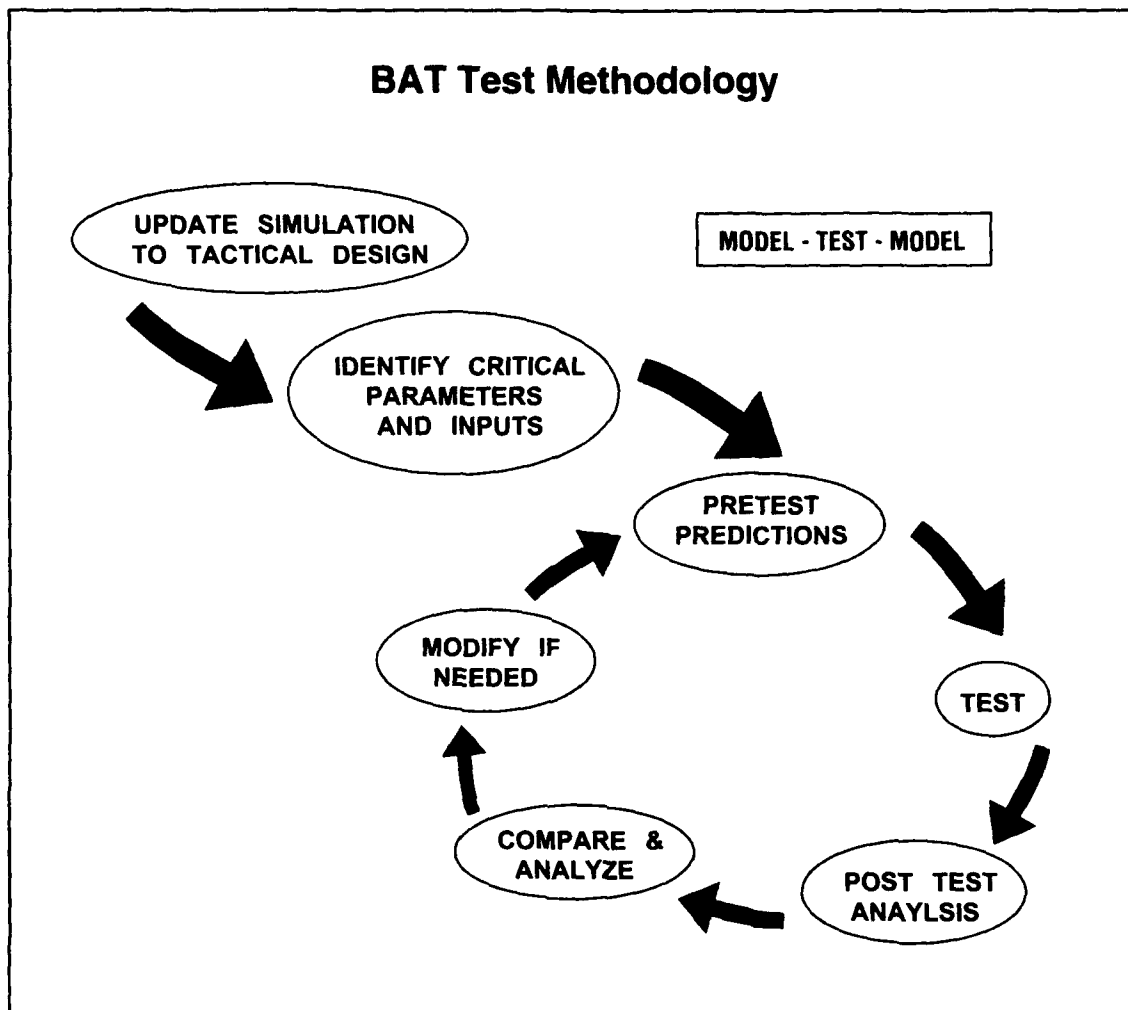 BAT Test Methodology
UPDATE SIMULATION
TO TACTICAL DESIGN
MODEL - TEST - MODEL
IDENTIFY CRITICAL
PARAMETERS
AND INPUTS
PRETEST
PREDICTIONS
MODIFY IF
NEEDED
TEST
COMPARE &
ANALYZE
POST TEST
ANAYLSIS